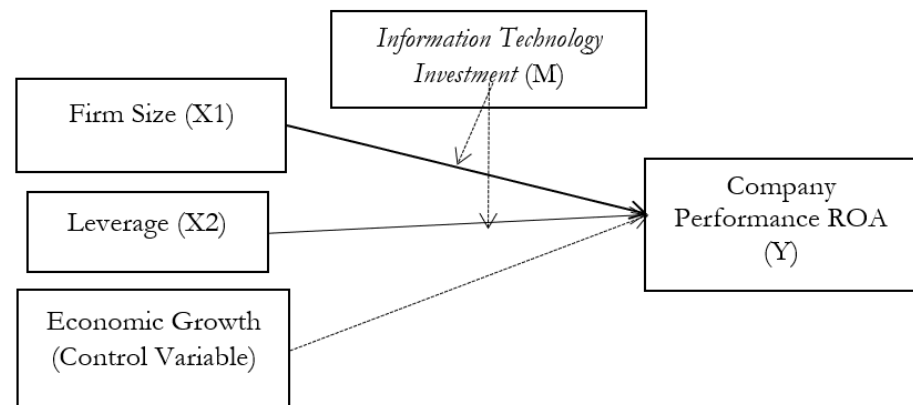 Information Technology
Investment (M)
Firm Size (X1)
Leverage (X2)
Company
Performance ROA
(Y)
Economic Growth
(Control Variable)